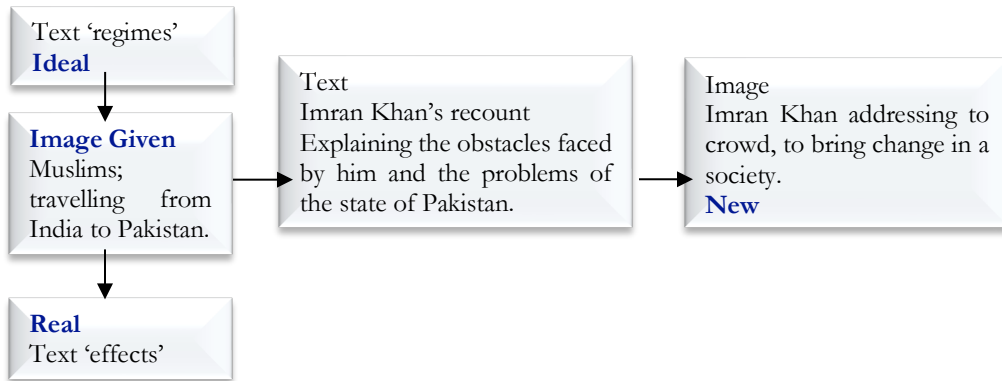 Text ‘regimes’
Ideal
Image Given
Muslims;
travelling from
India to Pakistan.
Real
Text ‘effects’
Text
Imran Khan’s recount
Explaining the obstacles faced
by him and the problems of
the state of Pakistan.
Image
Imran Khan addressing to
crowd, to bring change in a
society.
New